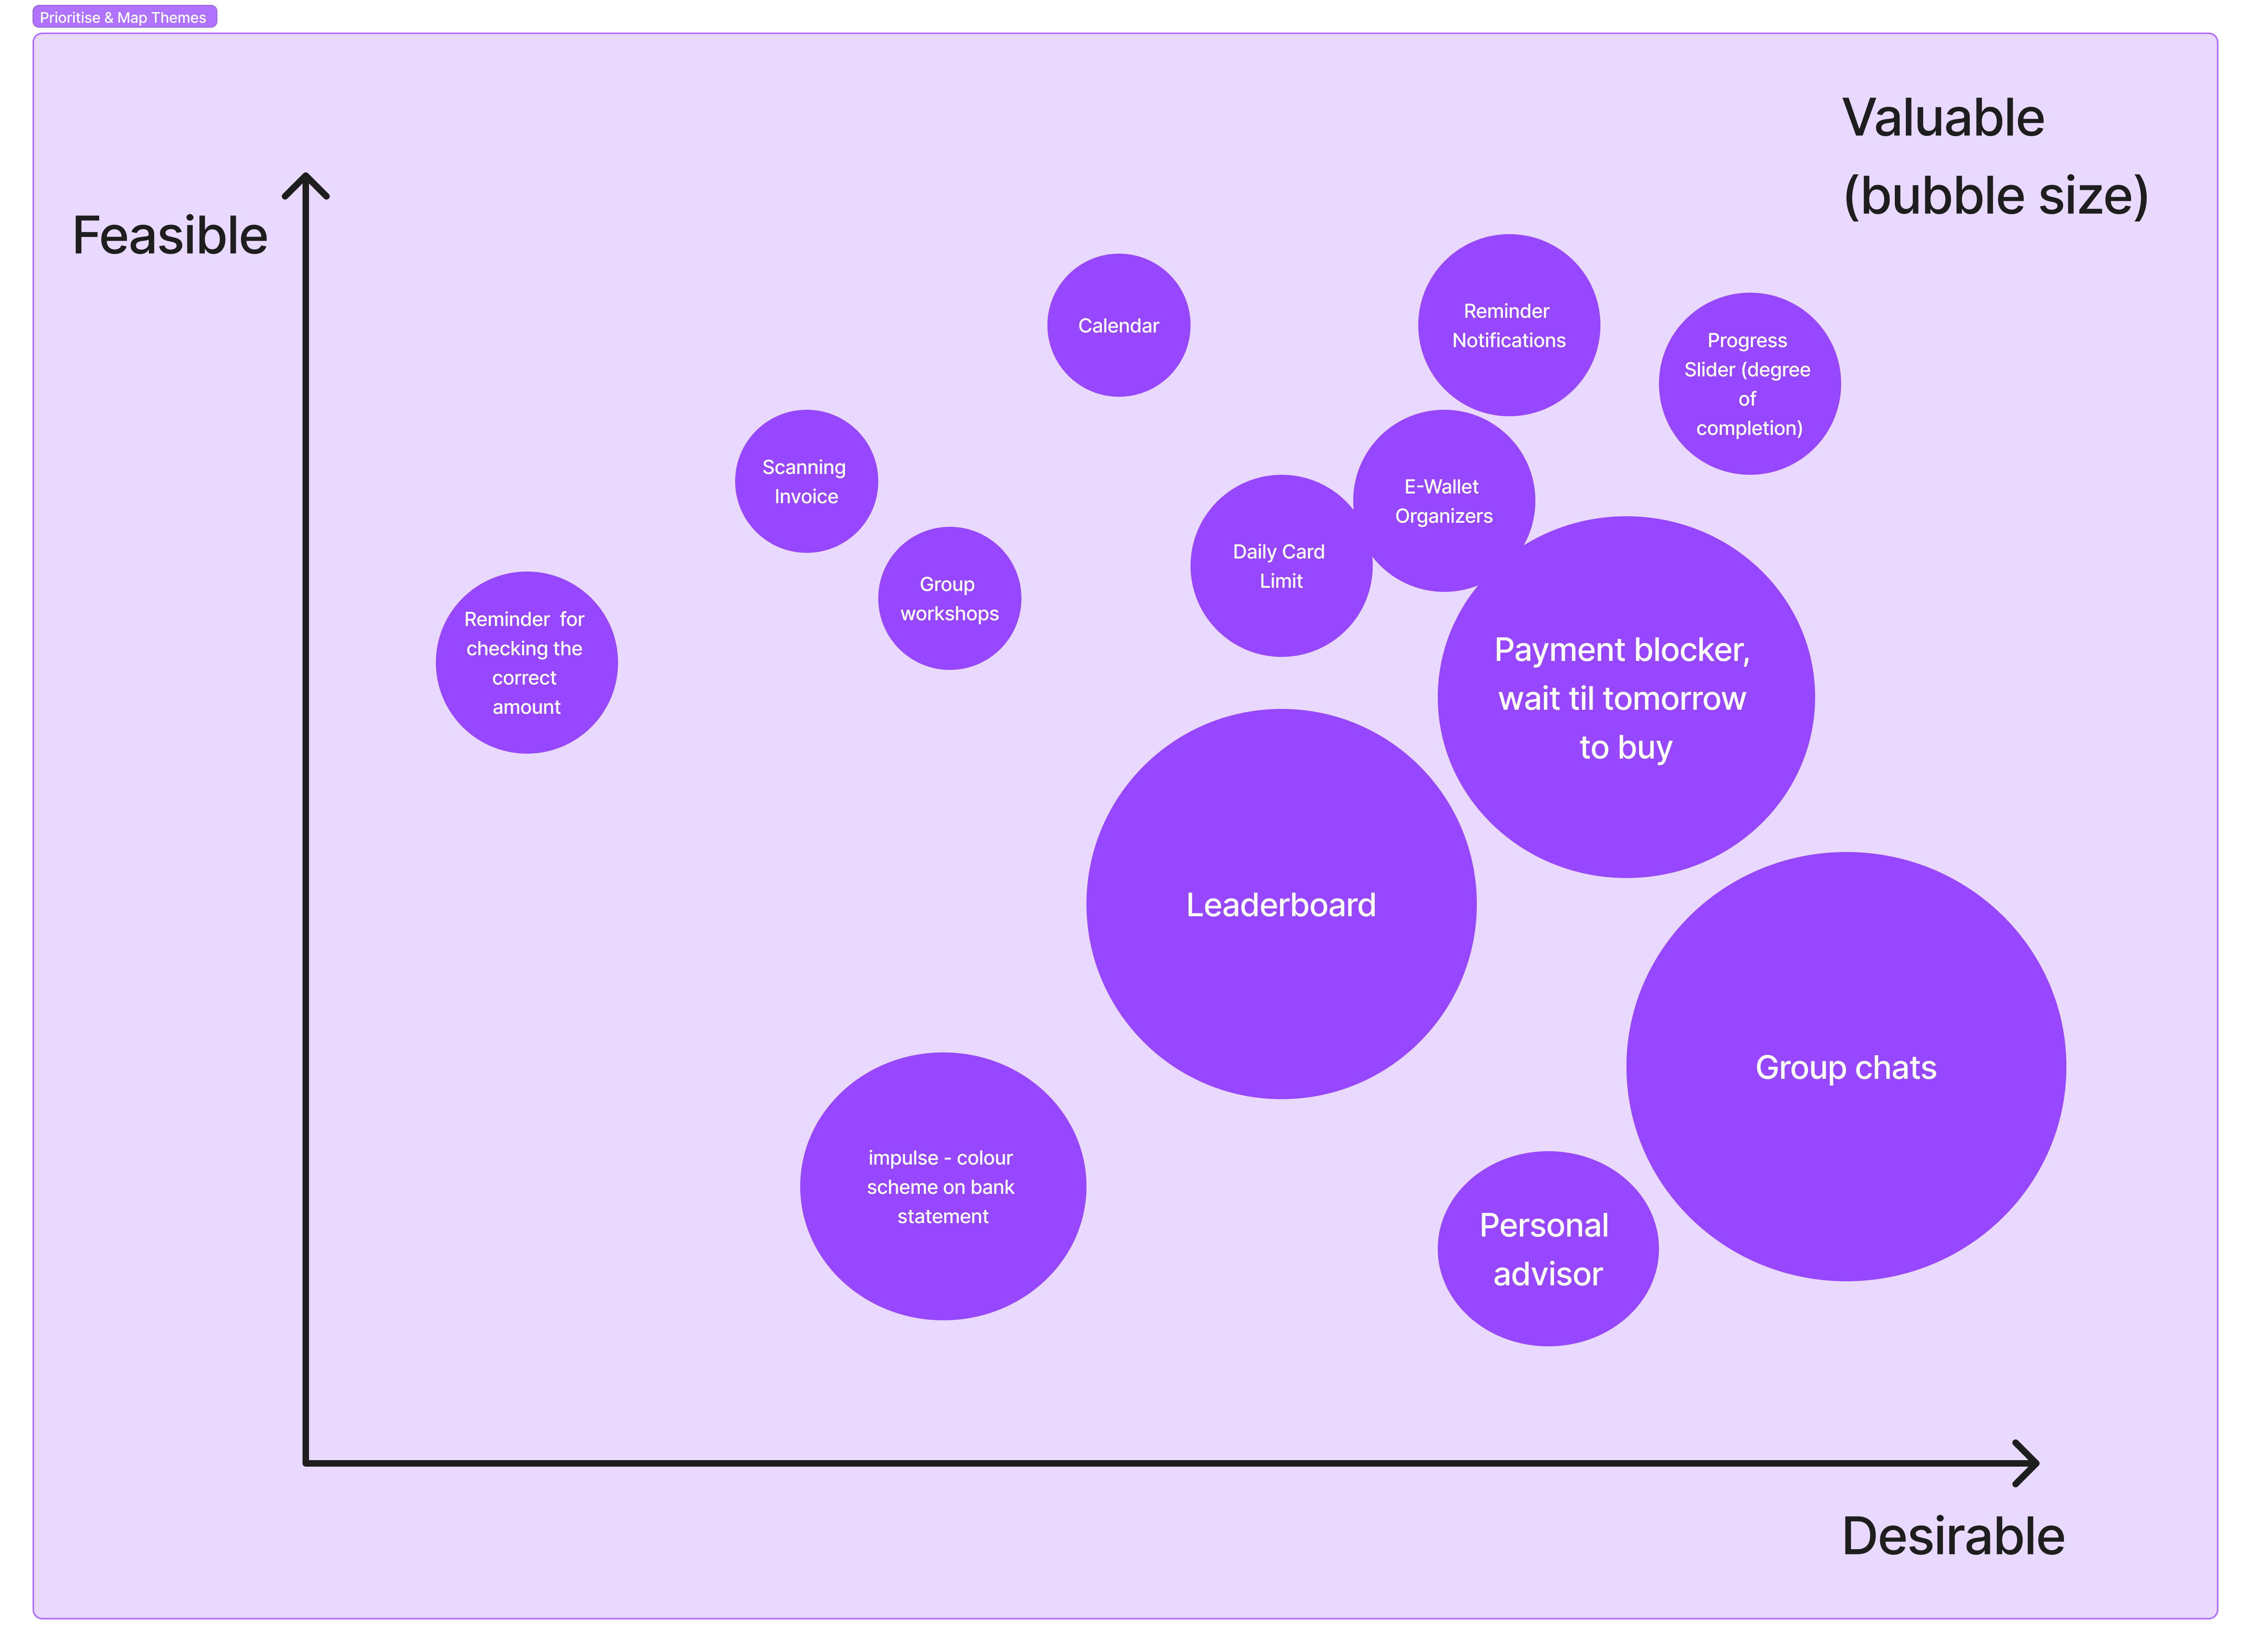 Prioritise & Map Themes
Valuable
(bubble size)
Feasible
Calendar
Reminder
Notifications
Progress
Slider (degree
of
completion)
Scanning
Invoice
E-Wallet
Organizers
Daily Card
Limit
Group
workshops
Reminder  for
checking the
correct
amount
Payment blocker,
wait til tomorrow
to buy
Leaderboard
Group chats
impulse - colour
scheme on bank
statement
Personal
advisor
Desirable